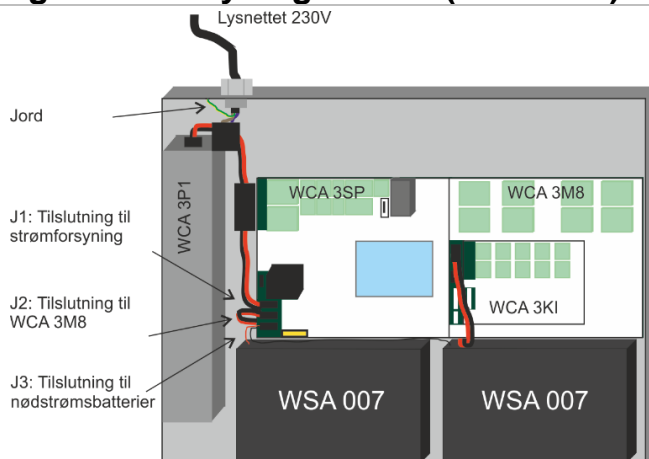 Lysnettet 230V
Jord
WCA 3P1
WCA 3SP
WCA 3M8
J1: Tilslutning til
strømforsyning
J2: Tilslutning til
WCA 3M8
WCA 3KI
J3: Tilslutning til
nødstrømsbatterier
WSA 007
WSA 007